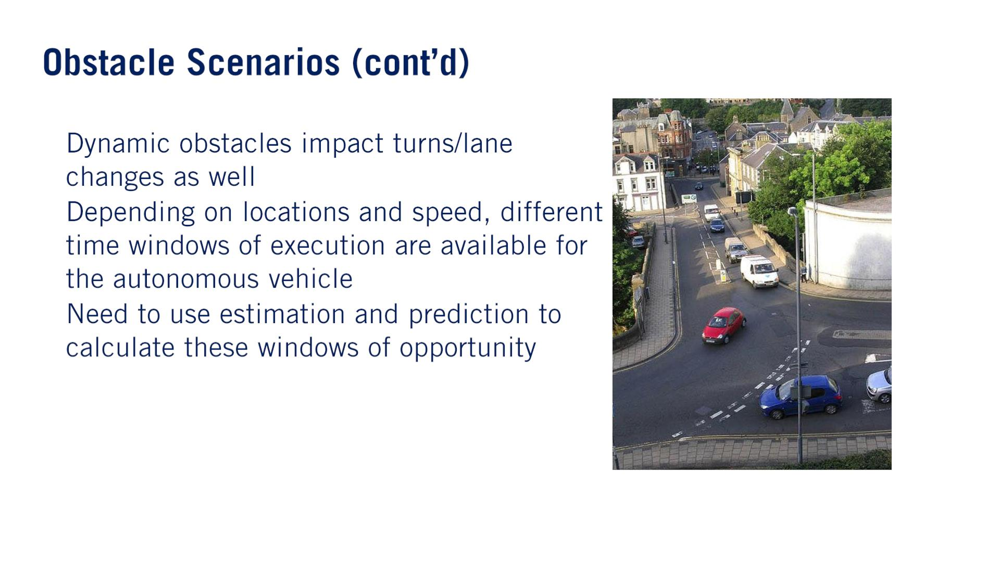 Obstacle Scenarios (cont’d)
Dynamic obstacles impact turns/lane
changes as well
Depending on locations and speed, different
time windows of execution are available for
the autonomous vehicle
Need to use estimation and prediction to
calculate these windows of opportunity